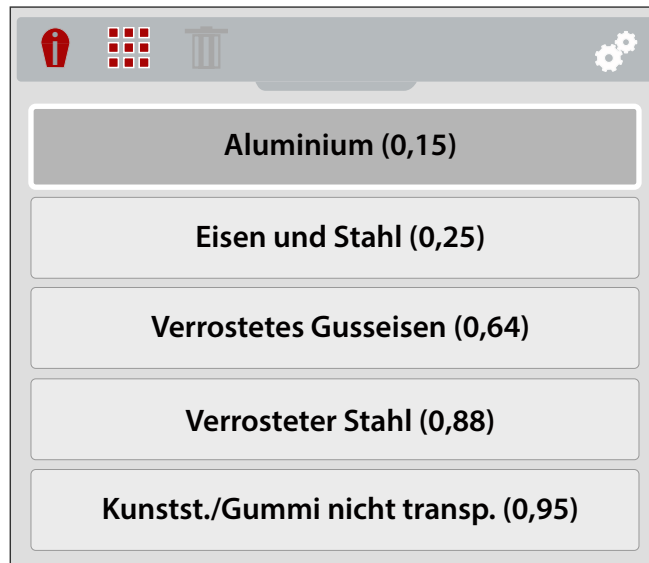 Aluminium (0,15)
Eisen und Stahl (0,25)
Verrostetes Gusseisen (0,64)
Verrosteter Stahl (0,88)
Kunstst./Gummi nicht transp. (0,95)